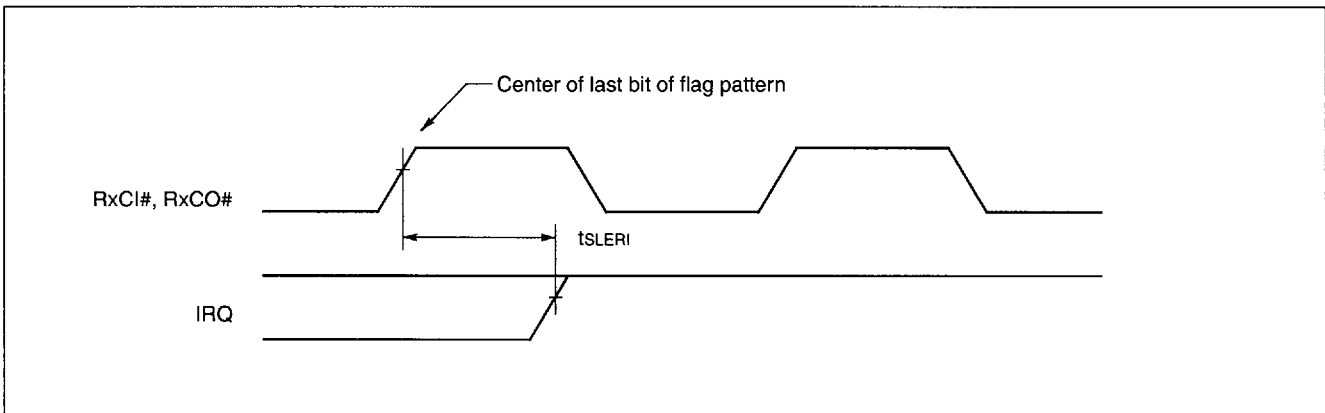 Center of last bit of flag pattern
RxCI#, RxCO#
tSLERI
IRQ